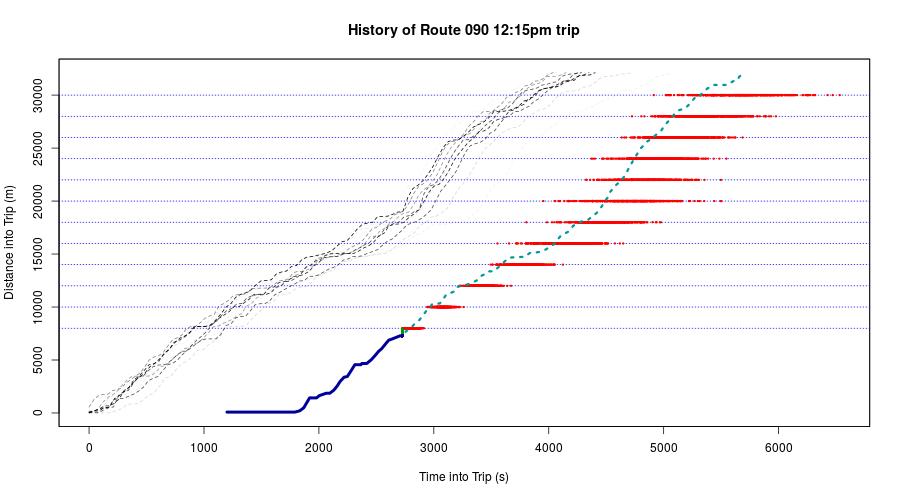 History of Route 090 12:15pm trip
Distance into Trip (m)
30000
25000
20000
15000
10000
5000
0
0 1000 2000 3000 4000 5000 6000
Time into Trip (s)